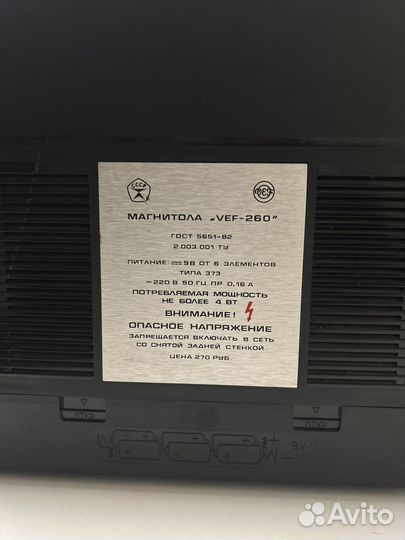 СССР
МАГНИТОЛА „VEF-260”
ГОСТ 5651-82
2.003.001 ТУ
ПИТАНИЕ ⎓ 9В ОТ 6 ЭЛЕМЕНТОВ
ТИПА 373
~220 В 50 ГЦ ПР 0,16 А
ПОТРЕБЛЯЕМАЯ МОЩНОСТЬ
НЕ БОЛЕЕ 4 ВТ
ВНИМАНИЕ!
ОПАСНОЕ НАПРЯЖЕНИЕ
ЗАПРЕЩАЕТСЯ ВКЛЮЧАТЬ В СЕТЬ
СО СНЯТОЙ ЗАДНЕЙ СТЕНКОЙ
ЦЕНА 270 РУБ.
ОТКР.
ОТКР.
9V
Avito